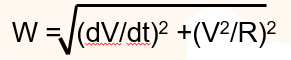 W = √(dV/dt)² +(V²/R)²